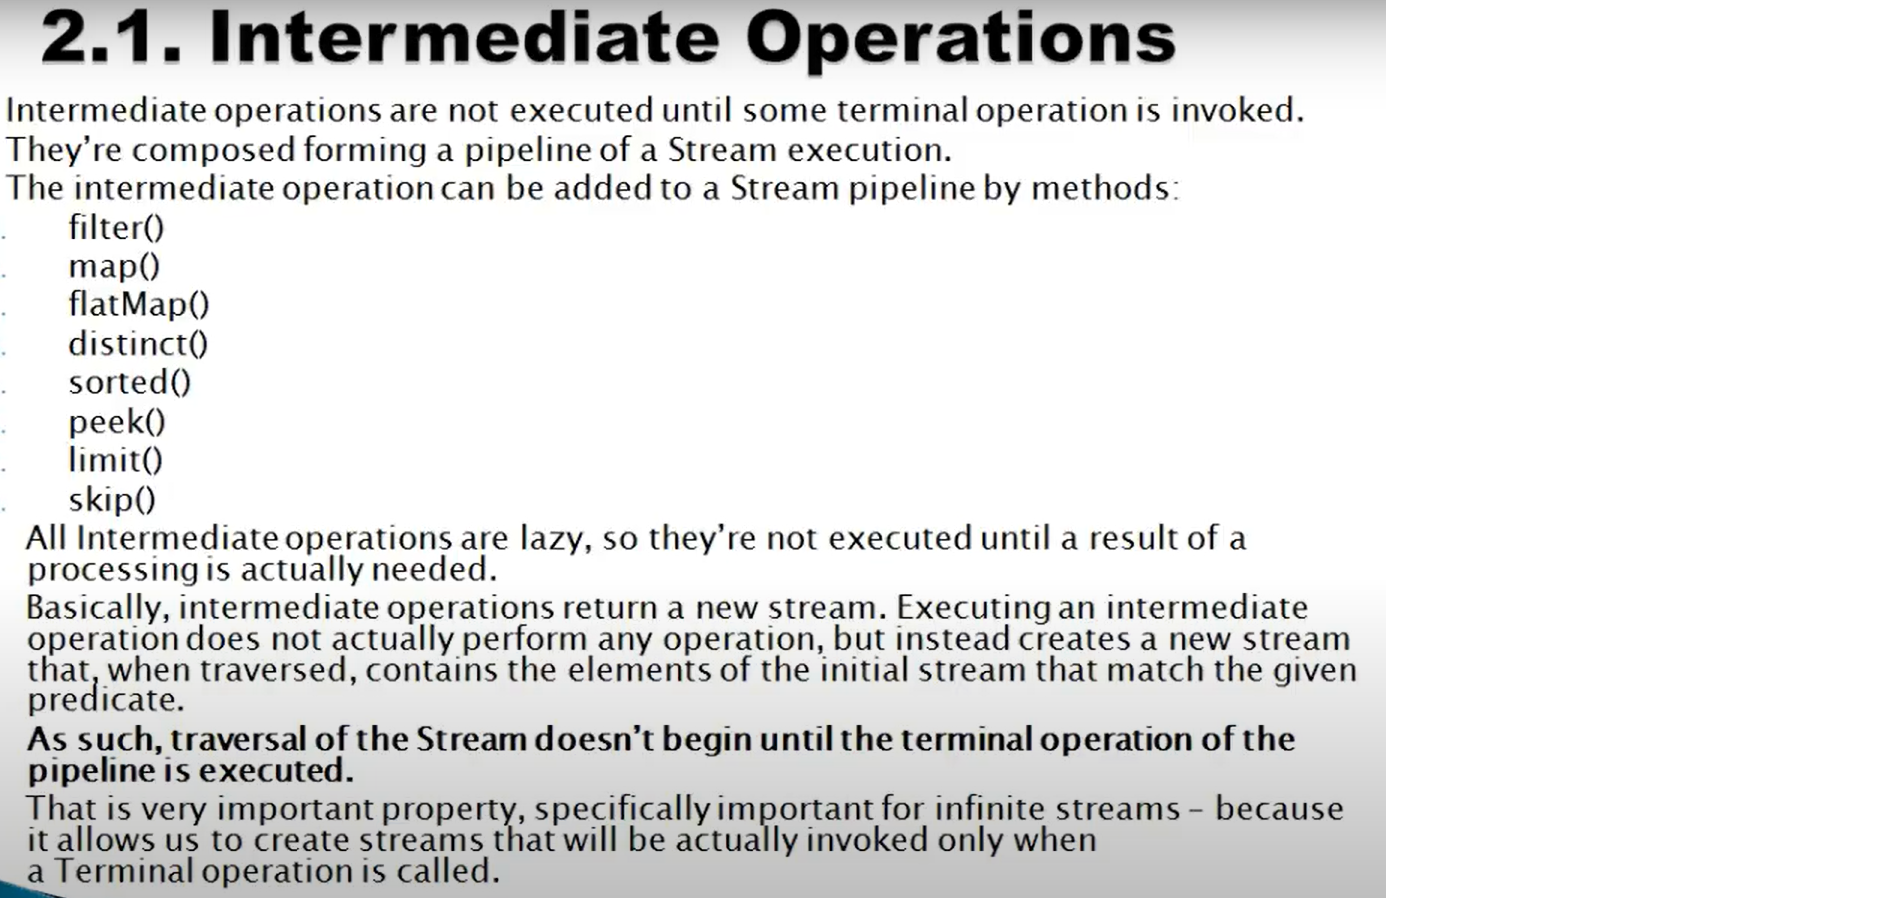 2.1. Intermediate Operations
Intermediate operations are not executed until some terminal operation is invoked.
They're composed forming a pipeline of a Stream execution.
The intermediate operation can be added to a Stream pipeline by methods:
filter()
map()
flatMap()
distinct()
sorted()
peek()
limit()
skip()
All Intermediate operations are lazy, so they're not executed until a result of a
processing is actually needed.
Basically, intermediate operations return a new stream. Executing an intermediate
operation does not actually perform any operation, but instead creates a new stream
that, when traversed, contains the elements of the initial stream that match the given
predicate.
As such, traversal of the Stream doesn't begin until the terminal operation of the
pipeline is executed.
That is very important property, specifically important for infinite streams – because
it allows us to create streams that will be actually invoked only when
a Terminal operation is called.